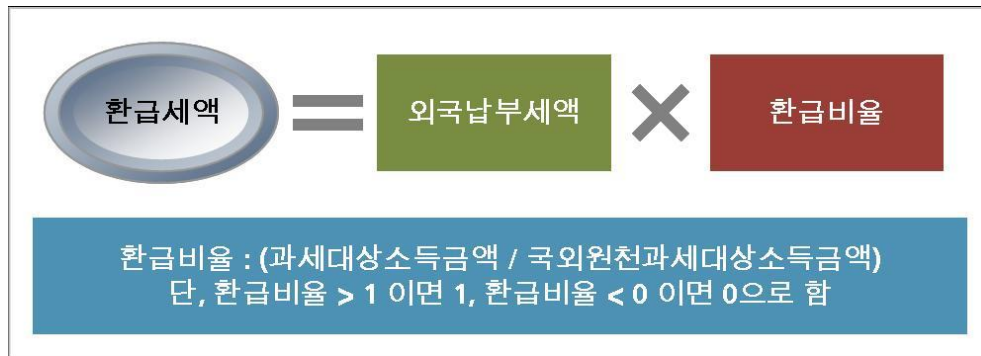 환급세액 = 외국납부세액 × 환급비율
환급비율 : (과세대상소득금액 / 국외원천과세대상소득금액)
단, 환급비율 > 1 이면 1, 환급비율 < 0 이면 0으로 함